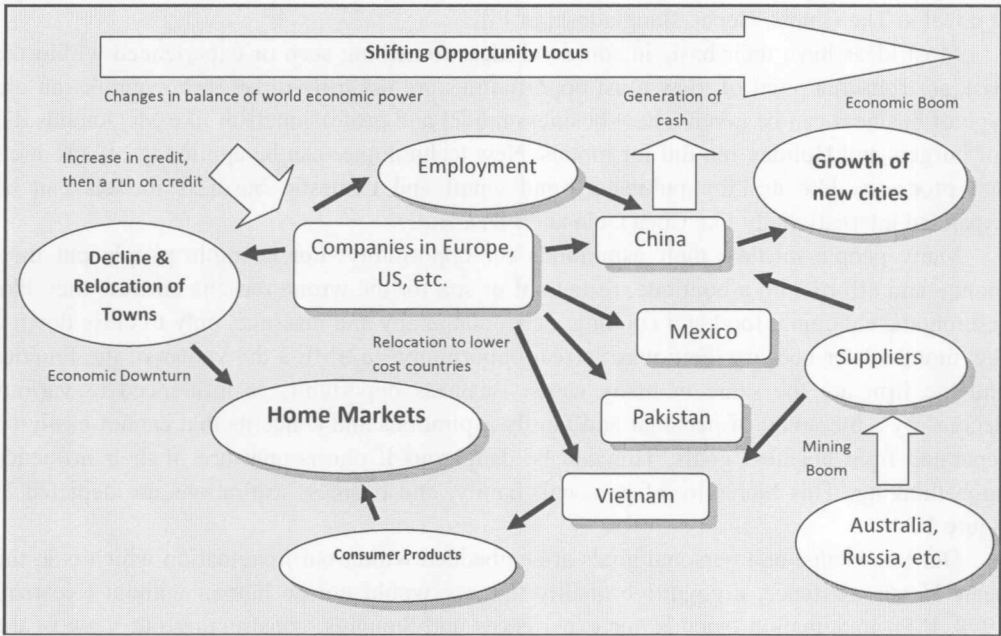 Shifting Opportunity Locus
Changes in balance of world economic power
Generation of
cash
Economic Boom
Increase in credit,
then a run on credit
Employment
Growth of
new cities
Decline &
Relocation of
Towns
Companies in Europe,
US, etc.
China
Mexico
Suppliers
Relocation to lower
cost countries
Economic Downturn
Home Markets
Pakistan
Mining
Boom
Vietnam
Consumer Products
Australia,
Russia, etc.